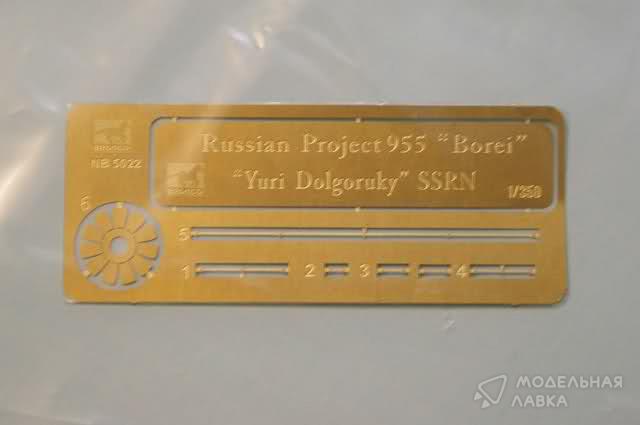 NB 5022
Russian Project 955 "Borei"
"Yuri Dolgoruky" SSRN
1/350
6
5
1 2 3 4
МОДЕЛЬНАЯ
ЛАВКА